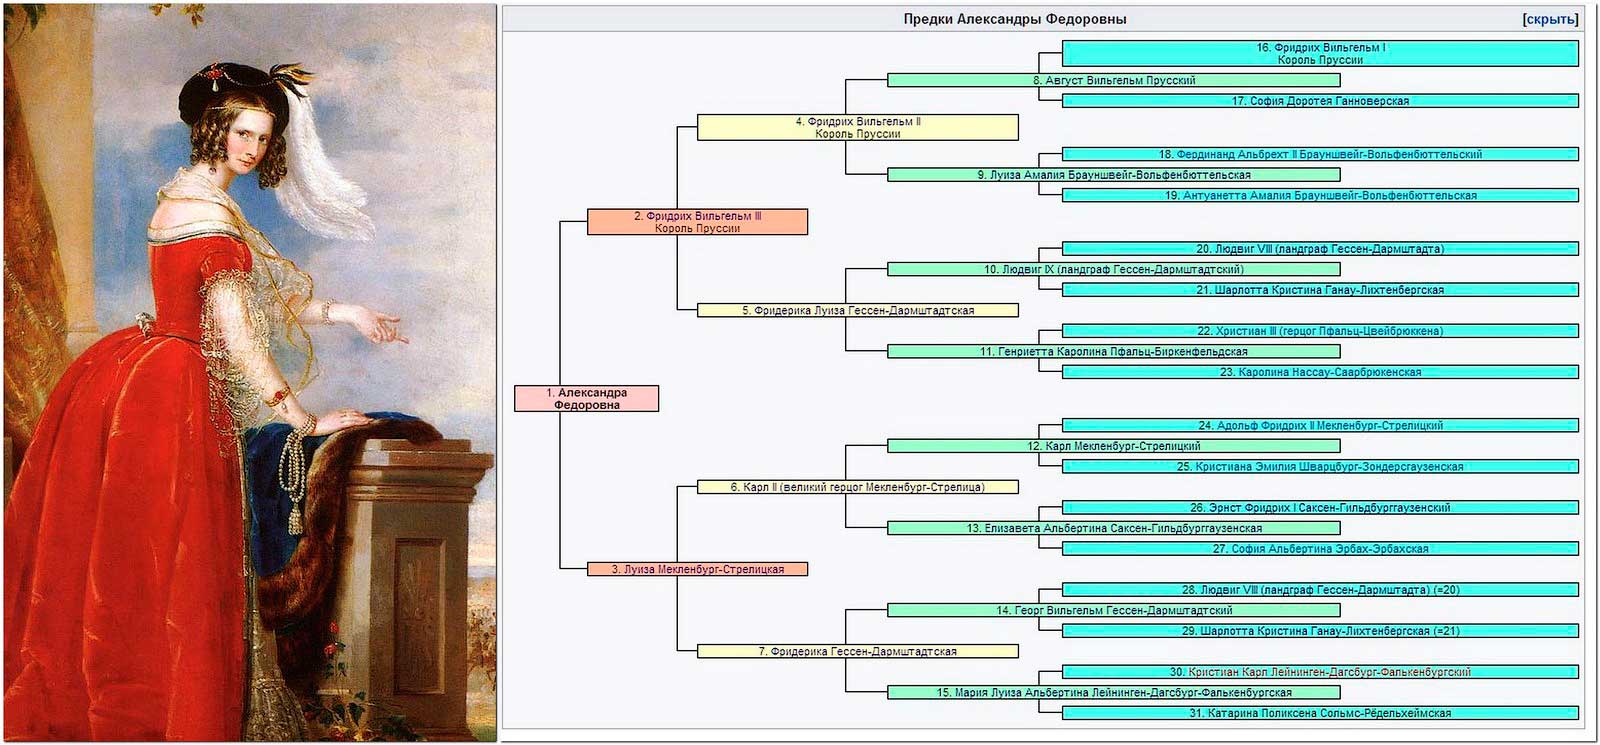 Предки Александры Федоровны
[скрыть]
16. Фридрих Вильгельм I
Король Пруссии
8. Август Вильгельм Прусский
17. София Доротея Ганноверская
4. Фридрих Вильгельм II
Король Пруссии
18. Фердинанд Альбрехт II Брауншвейг-Вольфенбюттельский
9. Луиза Амалия Брауншвейг-Вольфенбюттельская
19. Антуанетта Амалия Брауншвейг-Вольфенбюттельская
2. Фридрих Вильгельм III
Король Пруссии
20. Людвиг VIII (ландграф Гессен-Дармштадта)
10. Людвиг IX (ландграф Гессен-Дармштадтский)
21. Шарлотта Кристина Ганау-Лихтенбергская
5. Фридерика Луиза Гессен-Дармштадтская
22. Христиан III (герцог Пфальц-Цвейбрюккена)
11. Генриетта Каролина Пфальц-Биркенфельдская
23. Каролина Нассау-Саарбрюкенская
1. Александра
Федоровна
24. Адольф Фридрих II Мекленбург-Стрелицкий
12. Карл Мекленбург-Стрелицкий
25. Кристиана Эмилия Шварцбург-Зондерсгаузенская
6. Карл II (великий герцог Мекленбург-Стрелица)
26. Эрнст Фридрих I Саксен-Гильдбурггаузенский
13. Елизавета Альбертина Саксен-Гильдбурггаузенская
27. София Альбертина Эрбах-Эрбахская
3. Луиза Мекленбург-Стрелицкая
28. Людвиг VIII (ландграф Гессен-Дармштадта) (=20)
14. Георг Вильгельм Гессен-Дармштадтский
29. Шарлотта Кристина Ганау-Лихтенбергская (=21)
7. Фридерика Гессен-Дармштадтская
30. Кристиан Карл Лейнинген-Дагсбург-Фалькенбургский
15. Мария Луиза Альбертина Лейнинген-Дагсбург-Фалькенбургская
31. Катарина Поликсена Сольмс-Рёдельхеймская